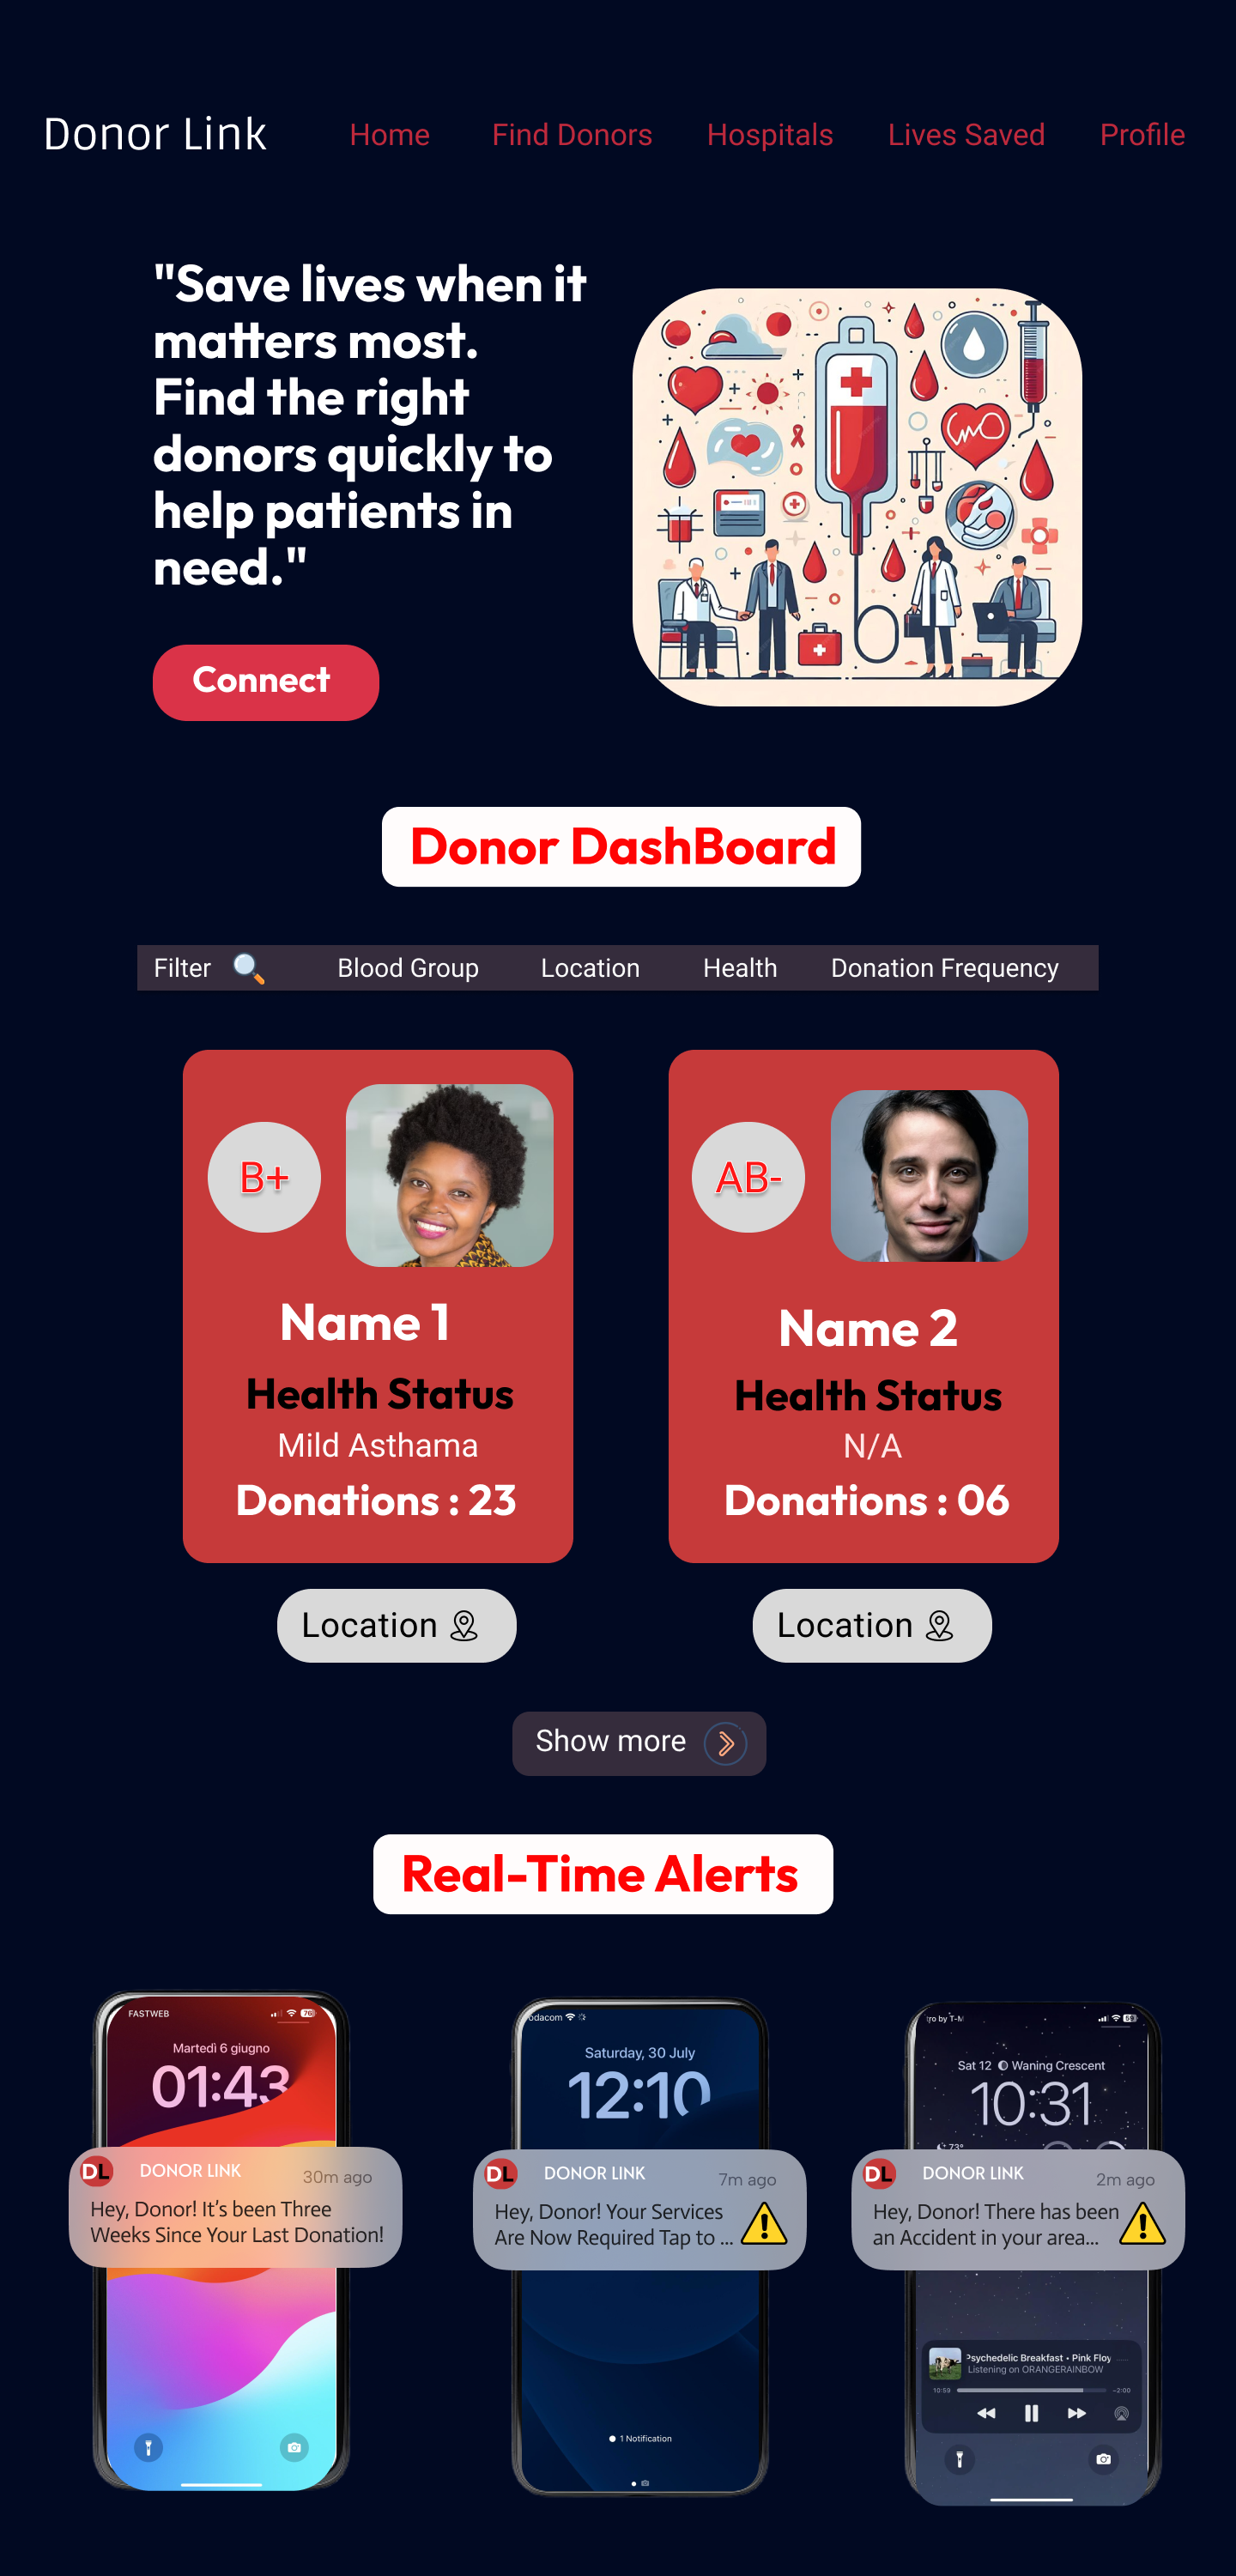 Donor Link
Home Find Donors Hospitals Lives Saved Profile
"Save lives when it
matters most.
Find the right
donors quickly to
help patients in
need."
Connect
Donor DashBoard
Filter Blood Group Location Health Donation Frequency
B+
Name 1
Health Status
Mild Asthama
Donations : 23
Location
AB-
Name 2
Health Status
N/A
Donations : 06
Location
Show more
Real-Time Alerts
FASTWEB
Martedì 6 giugno
01:43
DL DONOR LINK 30m ago
Hey, Donor! It's been Three
Weeks Since Your Last Donation!
odacom
Saturday, 30 July
12:10
DL DONOR LINK 7m ago
Hey, Donor! Your Services
Are Now Required Tap to ...
1 Notification
by T-M
Sat 12 Waning Crescent
10:31
73°
DL DONOR LINK 2m ago
Hey, Donor! There has been
an Accident in your area...
Psychedelic Breakfast • Pink Floy
Listening on ORANGERAINBOW
10:59 -2:00